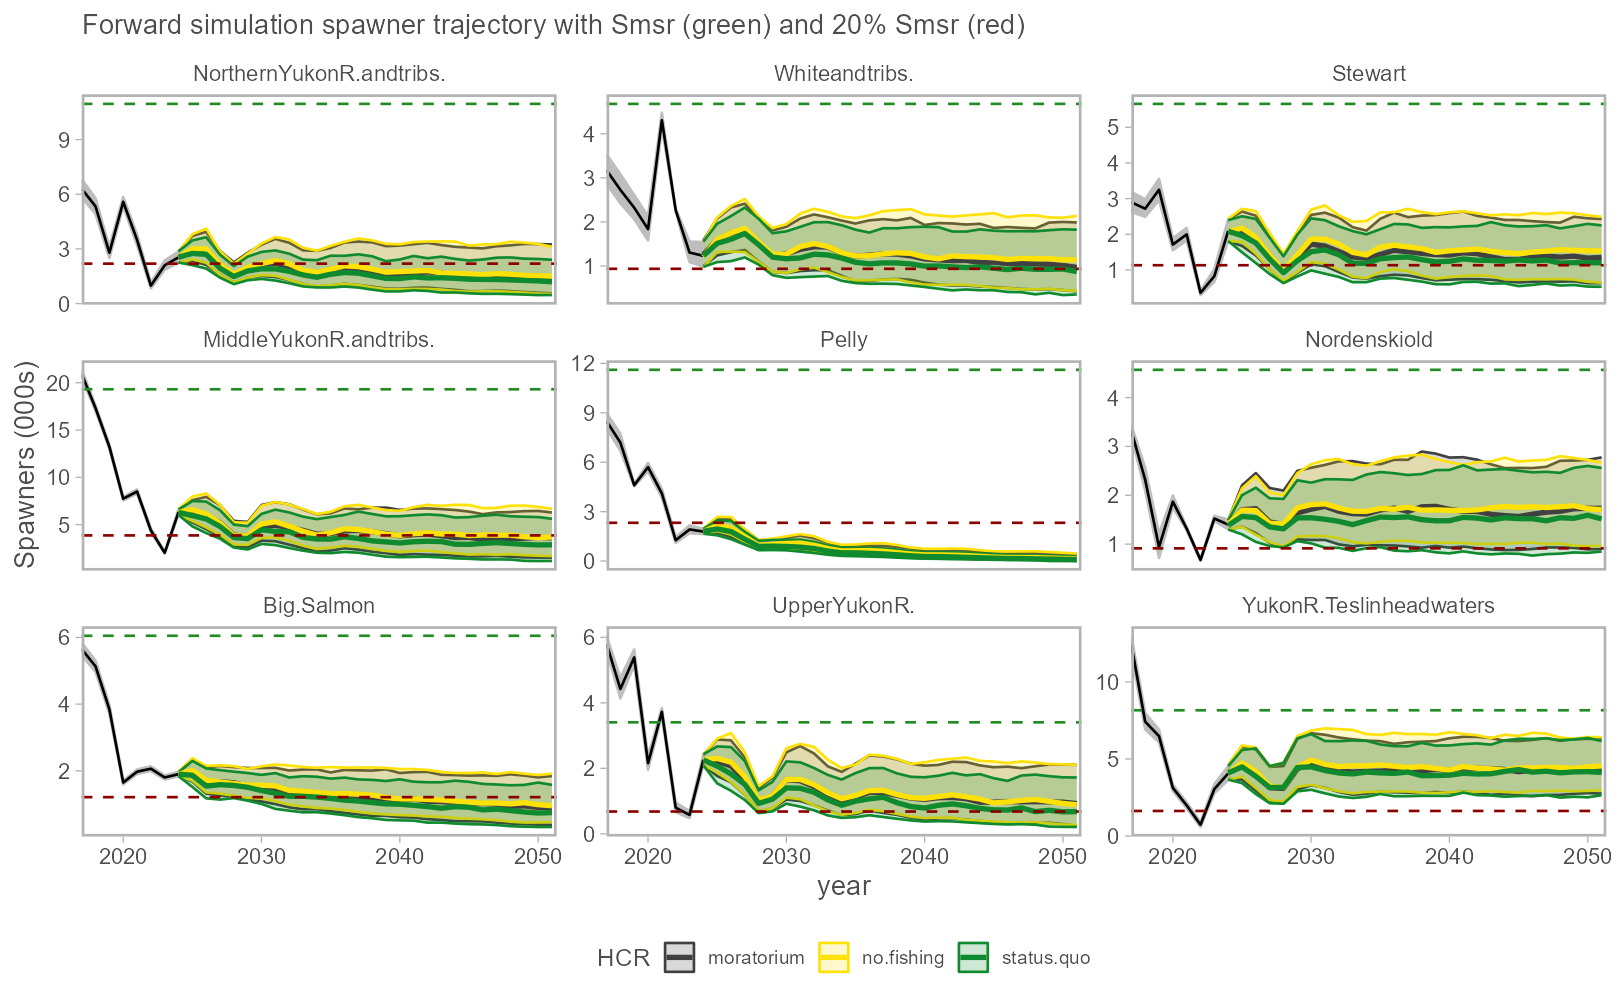 Forward simulation spawner trajectory with Smsr (green) and 20% Smsr (red)
NorthernYukonR.andtribs.
Whiteandtribs.
Stewart
9
6
3
0
4
3
2
1
5
4
3
2
1
MiddleYukonR.andtribs.
Pelly
Nordenskiold
Spawners (000s)
20
15
10
5
12
9
6
3
0
4
3
2
1
Big.Salmon
UpperYukonR.
YukonR.Teslinheadwaters
6
4
2
6
4
2
0
10
5
0
2020 2030 2040 2050
2020 2030 2040 2050
2020 2030 2040 2050
year
HCR moratorium no.fishing status.quo